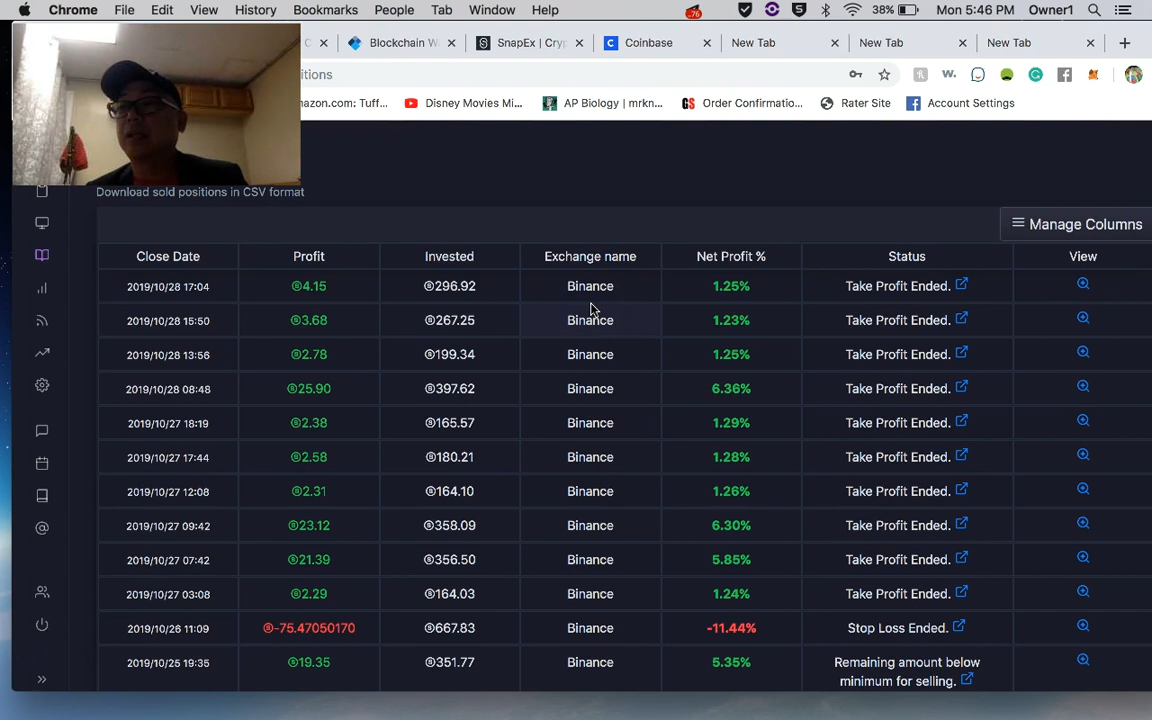 Chrome File Edit View History Bookmarks People Tab Window Help 76 38% Mon 5:46 PM Owner1
Blockchain W SnapEx | Cryp Coinbase New Tab New Tab New Tab
itions w.
mazon.com: Tuff... Disney Movies Mi... AP Biology | mrkn... GS Order Confirmatio... Rater Site Account Settings
Download sold positions in CSV format
Manage Columns
Close Date Profit Invested Exchange name Net Profit % Status View
2019/10/28 17:04 4.15 296.92 Binance 1.25% Take Profit Ended.
2019/10/28 15:50 3.68 267.25 Binance 1.23% Take Profit Ended.
2019/10/28 13:56 2.78 199.34 Binance 1.25% Take Profit Ended.
2019/10/28 08:48 25.90 397.62 Binance 6.36% Take Profit Ended.
2019/10/27 18:19 2.38 165.57 Binance 1.29% Take Profit Ended.
2019/10/27 17:44 2.58 180.21 Binance 1.28% Take Profit Ended.
2019/10/27 12:08 2.31 164.10 Binance 1.26% Take Profit Ended.
2019/10/27 09:42 23.12 358.09 Binance 6.30% Take Profit Ended.
2019/10/27 07:42 21.39 356.50 Binance 5.85% Take Profit Ended.
2019/10/27 03:08 2.29 164.03 Binance 1.24% Take Profit Ended.
2019/10/26 11:09 -75.47050170 667.83 Binance -11.44% Stop Loss Ended.
2019/10/25 19:35 19.35 351.77 Binance 5.35% Remaining amount below
minimum for selling.